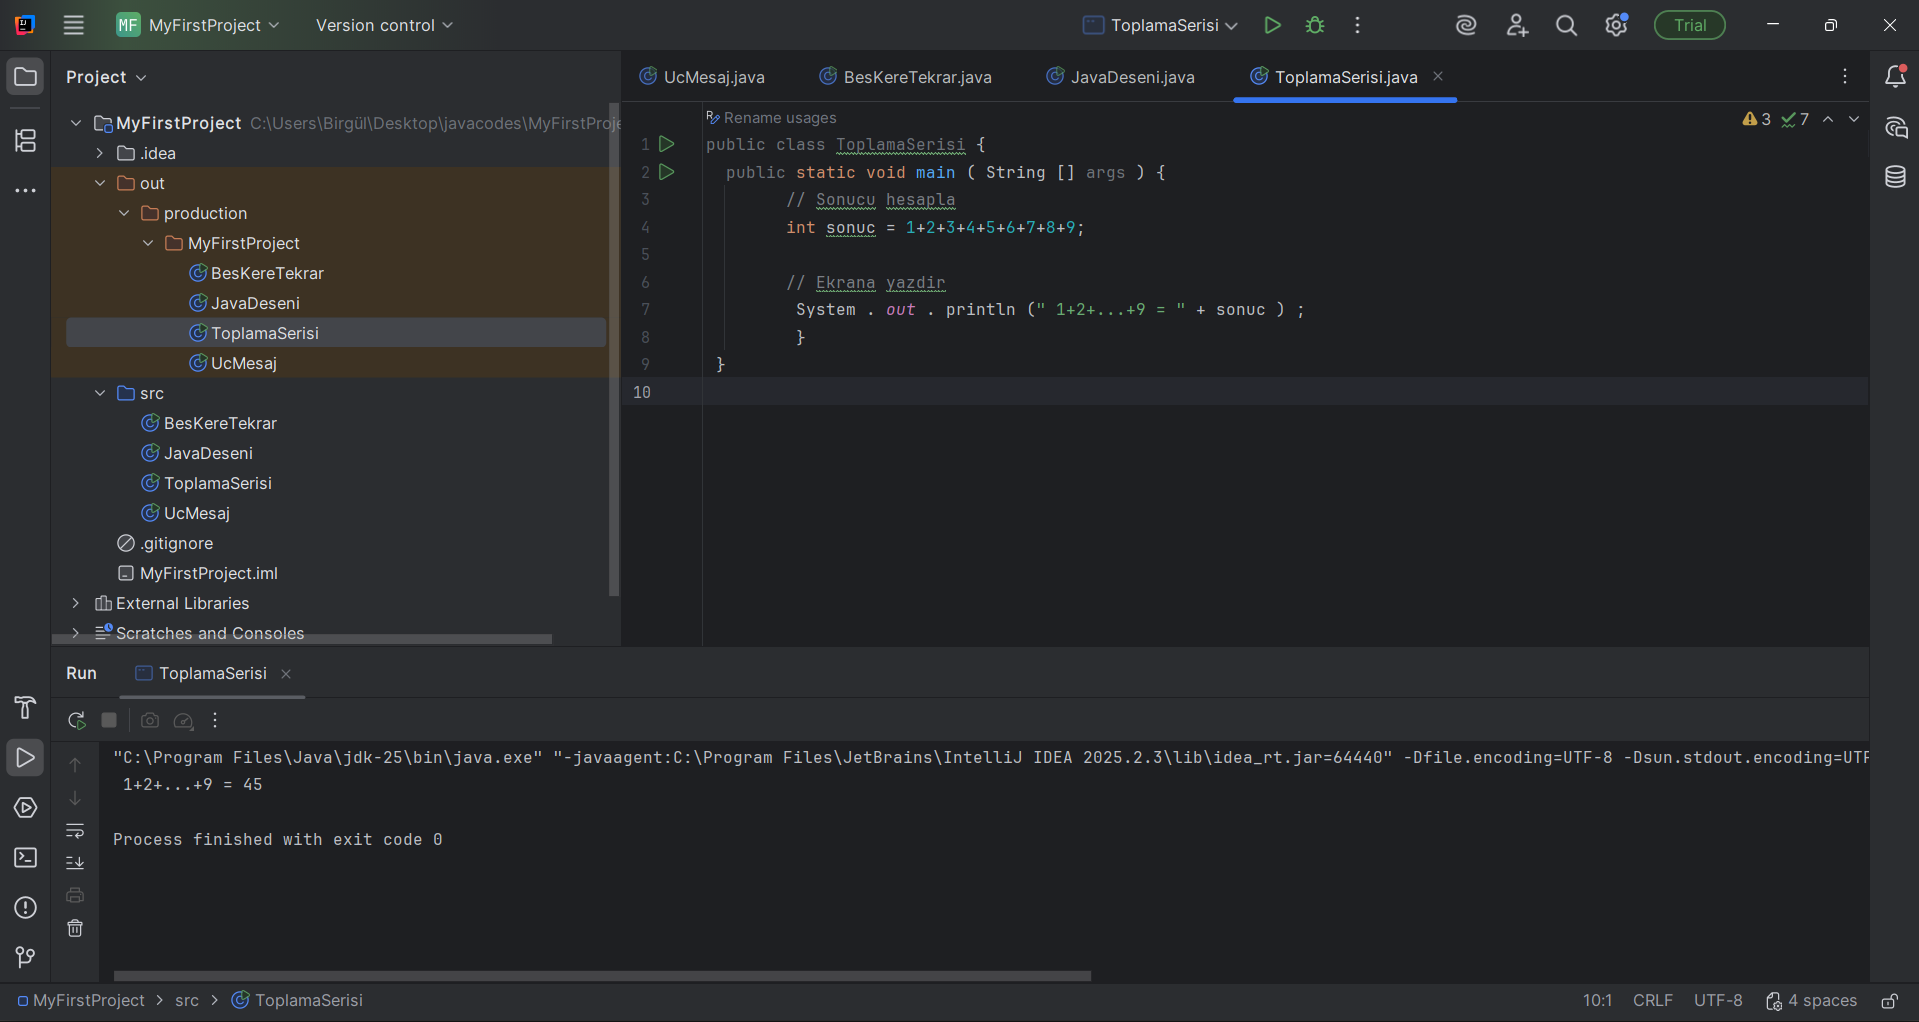 MF MyFirstProject Version control ToplamaSerisi Trial
Project
UcMesaj.java BesKereTekrar.java JavaDeseni.java ToplamaSerisi.java
MyFirstProject C:\Users\Birgül\Desktop\javacodes\MyFirstProje
.idea
out
production
MyFirstProject
BesKereTekrar
JavaDeseni
ToplamaSerisi
UcMesaj
src
BesKereTekrar
JavaDeseni
ToplamaSerisi
UcMesaj
.gitignore
MyFirstProject.iml
External Libraries
Scratches and Consoles
Rename usages
3 7
1 public class ToplamaSerisi {
2 public static void main ( String [] args ) {
3 // Sonucu hesapla
4 int sonuc = 1+2+3+4+5+6+7+8+9;
5
6 // Ekrana yazdir
7 System . out . println (" 1+2+...+9 = " + sonuc ) ;
8 }
9 }
10
Run ToplamaSerisi
"C:\Program Files\Java\jdk-25\bin\java.exe" "-javaagent:C:\Program Files\JetBrains\IntelliJ IDEA 2025.2.3\lib\idea_rt.jar=64440" -Dfile.encoding=UTF-8 -Dsun.stdout.encoding=UTF
1+2+...+9 = 45
Process finished with exit code 0
MyFirstProject > src > ToplamaSerisi
10:1 CRLF UTF-8 4 spaces